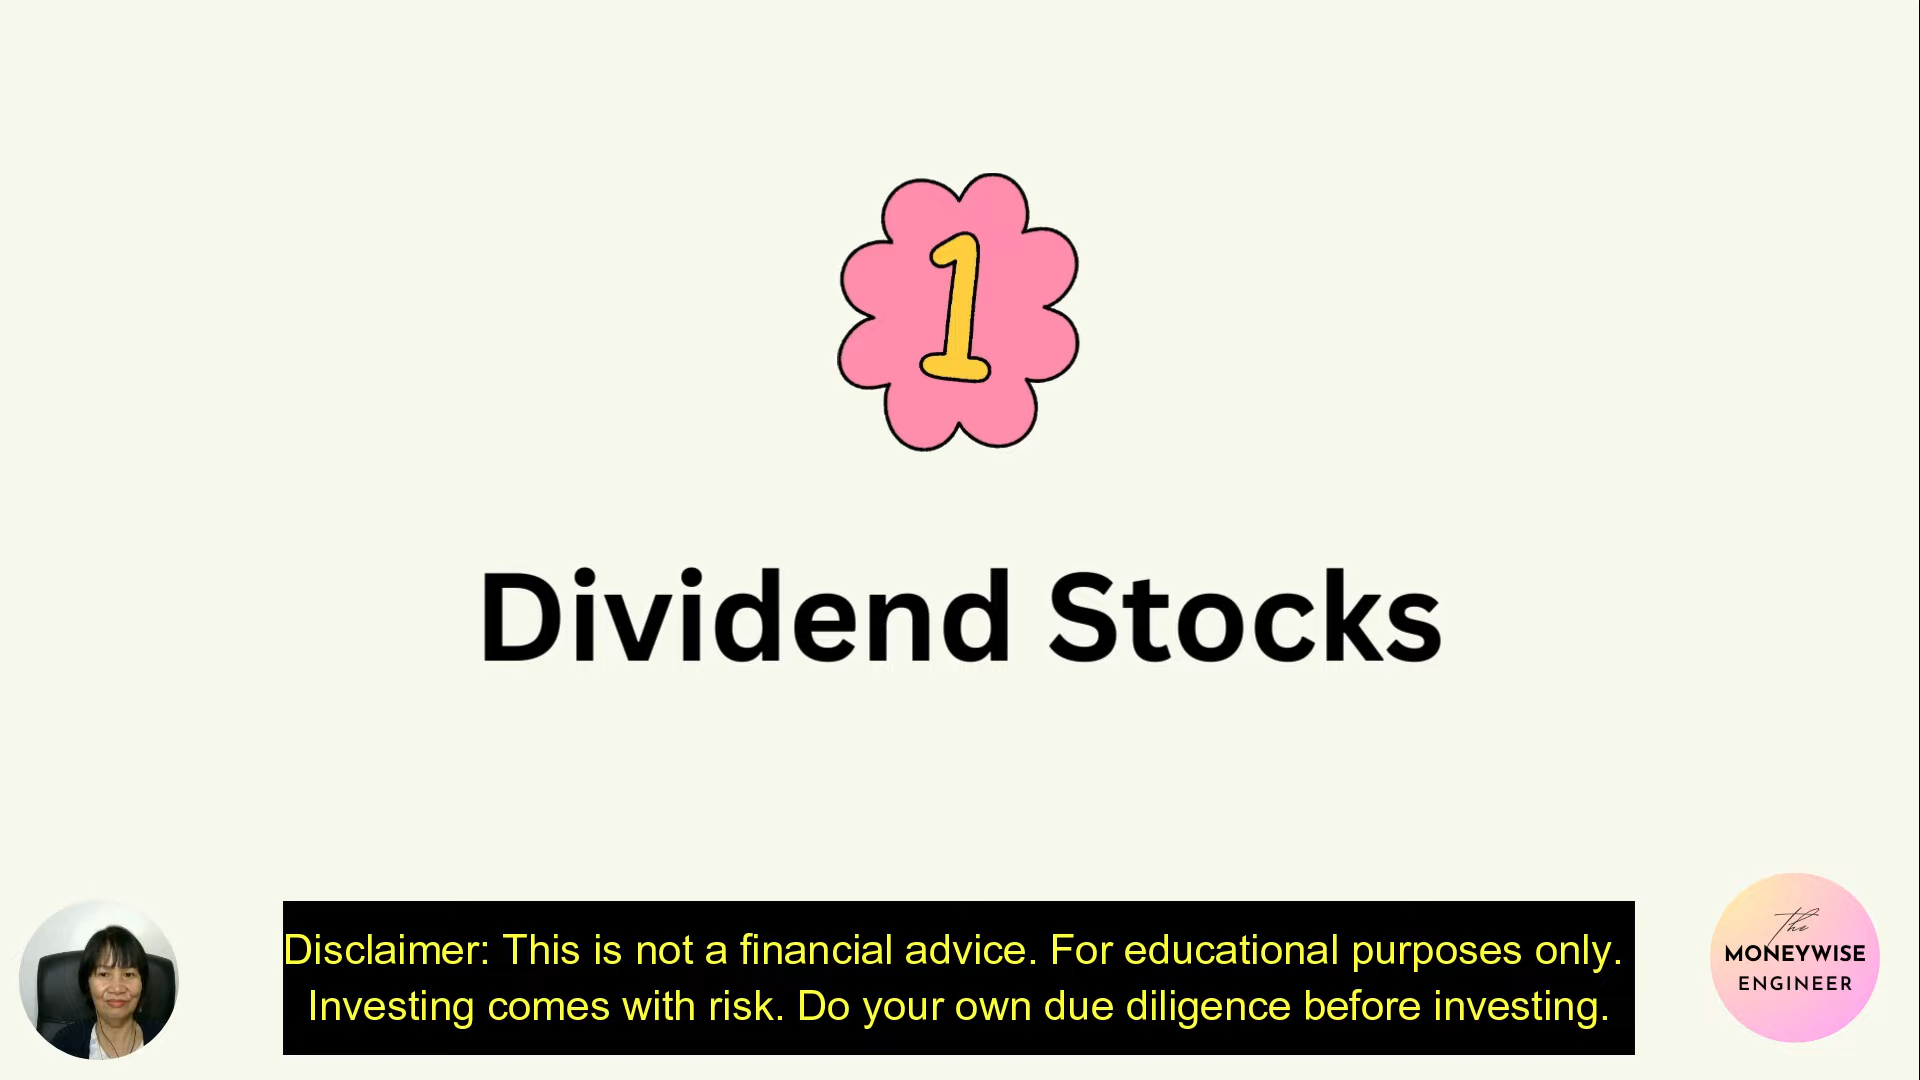 1
Dividend Stocks
Disclaimer: This is not a financial advice. For educational purposes only.
Investing comes with risk. Do your own due diligence before investing.
the
MONEYWISE
ENGINEER